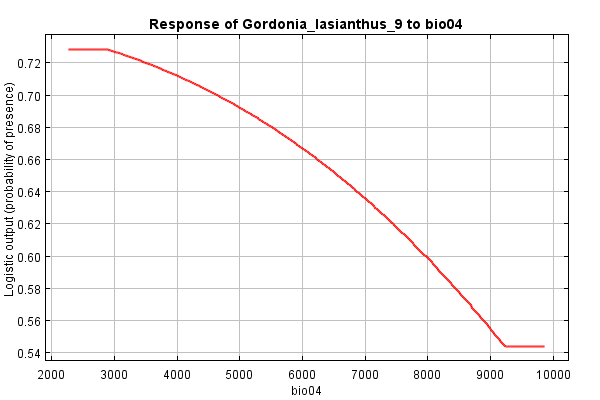 Response of Gordonia_lasianthus_9 to bio04
Logistic output (probability of presence)
0.72
0.70
0.68
0.66
0.64
0.62
0.60
0.58
0.56
0.54
2000 3000 4000 5000 6000 7000 8000 9000 10000
bio04